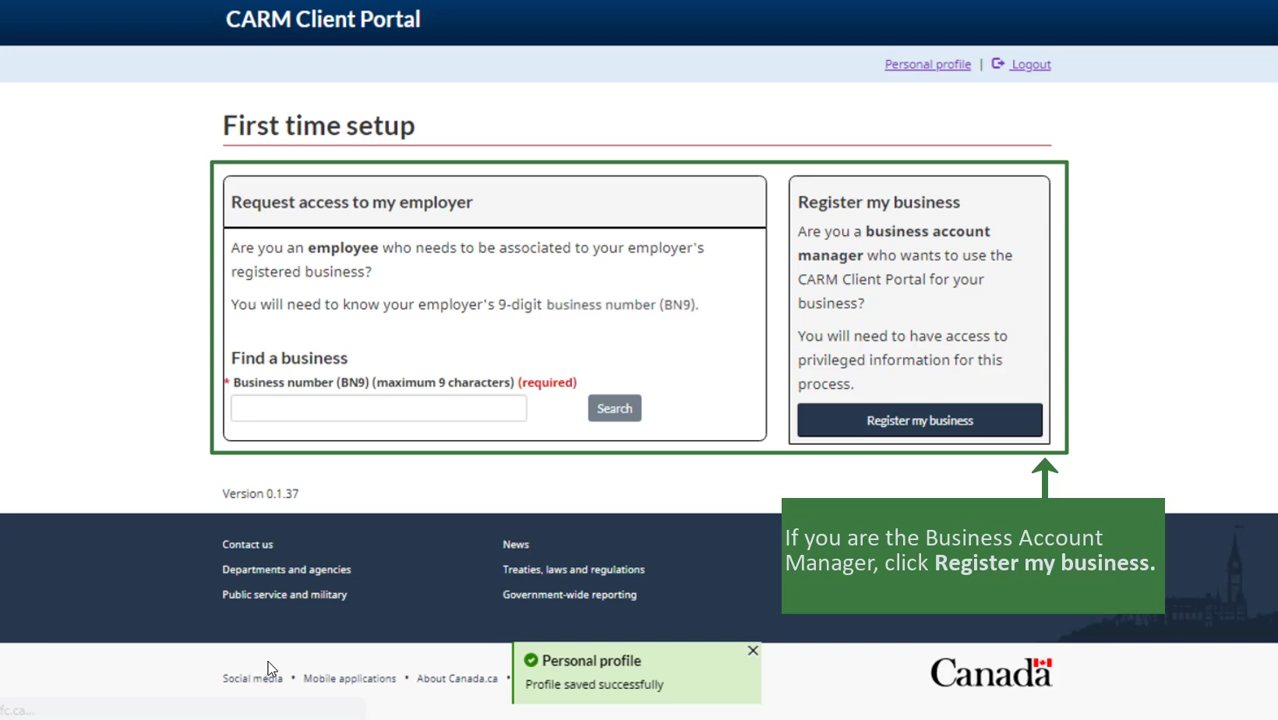 CARM Client Portal
Personal profile | Logout
First time setup
Request access to my employer
Are you an employee who needs to be associated to your employer's
registered business?
You will need to know your employer's 9-digit business number (BN9).
Find a business
* Business number (BN9) (maximum 9 characters) (required)
Search
Register my business
Are you a business account
manager who wants to use the
CARM Client Portal for your
business?
You will need to have access to
privileged information for this
process.
Register my business
Version 0.1.37
If you are the Business Account
Manager, click Register my business.
Contact us
News
Departments and agencies
Treaties, laws and regulations
Public service and military
Government-wide reporting
Personal profile
Profile saved successfully
Social media • Mobile applications • About Canada.ca •
Canada
fc.ca...